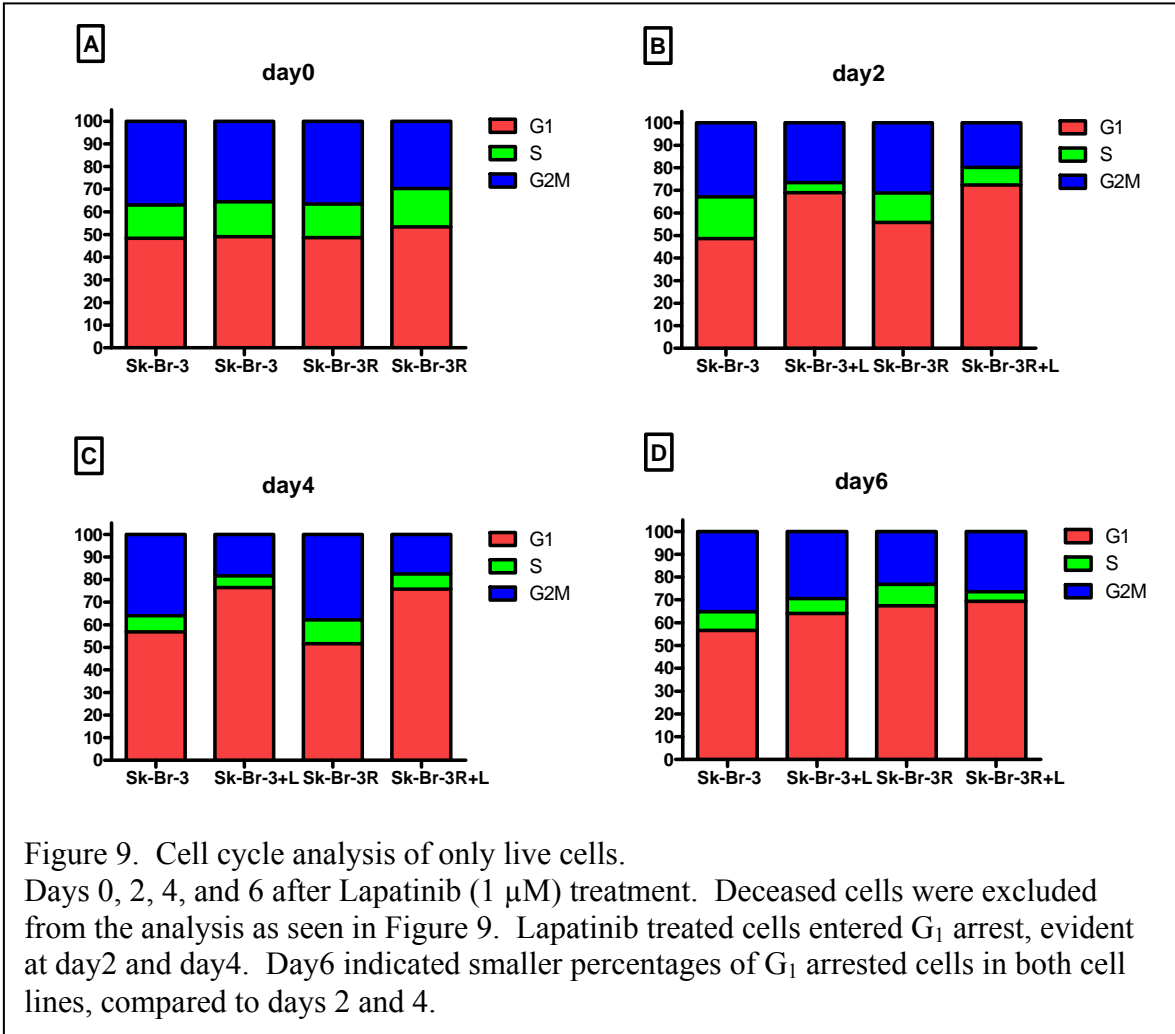 A
day0
100
90
80
70
60
50
40
30
20
10
0
Sk-Br-3 Sk-Br-3 Sk-Br-3R Sk-Br-3R
G1
S
G2M
B
day2
100
90
80
70
60
50
40
30
20
10
0
Sk-Br-3 Sk-Br-3+L Sk-Br-3R Sk-Br-3R+L
G1
S
G2M
C
day4
100
90
80
70
60
50
40
30
20
10
0
Sk-Br-3 Sk-Br-3+L Sk-Br-3R Sk-Br-3R+L
G1
S
G2M
D
day6
100
90
80
70
60
50
40
30
20
10
0
Sk-Br-3 Sk-Br-3+L Sk-Br-3R Sk-Br-3R+L
G1
S
G2M
Figure 9. Cell cycle analysis of only live cells.
Days 0, 2, 4, and 6 after Lapatinib (1 µM) treatment. Deceased cells were excluded
from the analysis as seen in Figure 9. Lapatinib treated cells entered G₁ arrest, evident
at day2 and day4. Day6 indicated smaller percentages of G₁ arrested cells in both cell
lines, compared to days 2 and 4.